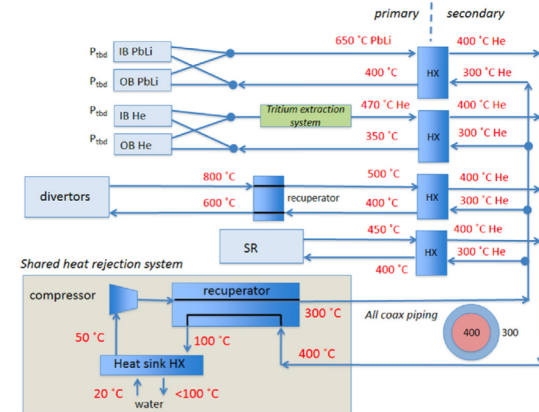 primary secondary
P_tbd IB PbLi 650 ˚C PbLi 400 ˚C He
P_tbd OB PbLi 400 ˚C HX 300 ˚C He
P_tbd IB He Tritium extraction system 470 ˚C He 400 ˚C He
P_tbd OB He 350 ˚C HX 300 ˚C He
divertors 800 ˚C 500 ˚C 400 ˚C He
600 ˚C recuperator 400 ˚C HX 300 ˚C He
SR 450 ˚C 400 ˚C He
400 ˚C HX 300 ˚C He
Shared heat rejection system
compressor recuperator 300 ˚C
All coax piping
400 300
50 ˚C 100 ˚C 400 ˚C
Heat sink HX
20 ˚C <100 ˚C
water